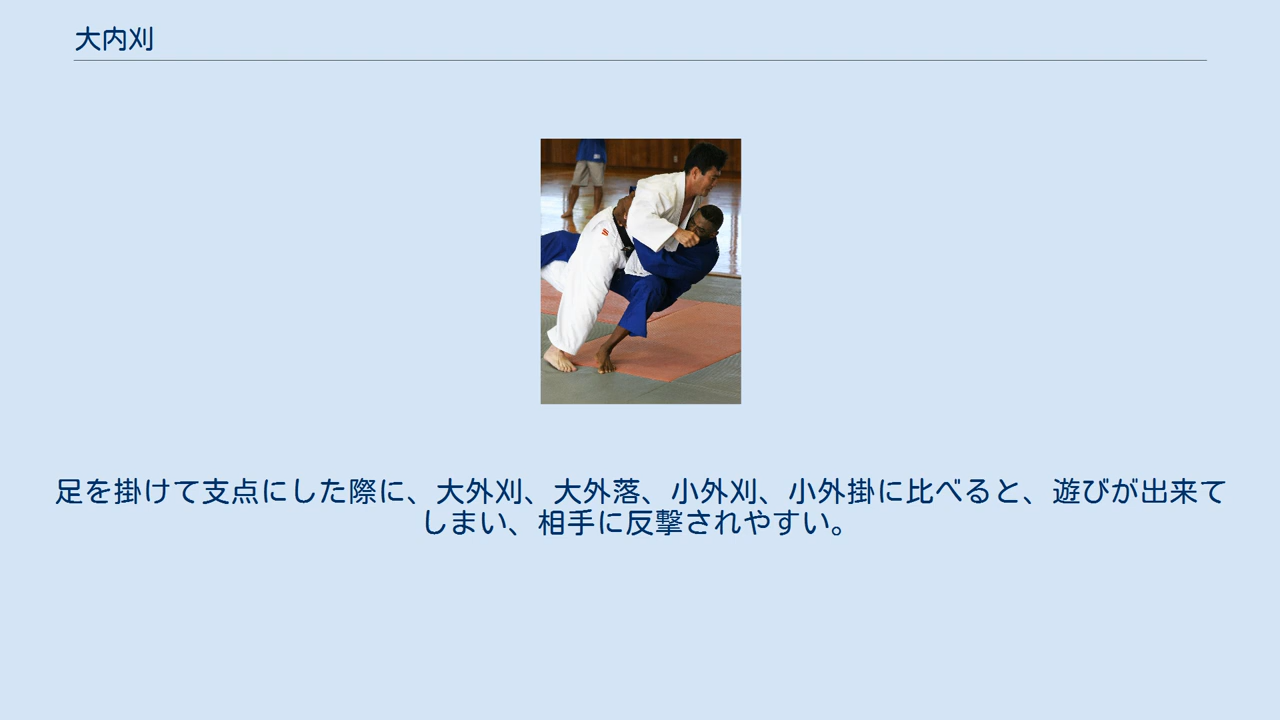 大内刈
足を掛けて支点にした際に、大外刈、大外落、小外刈、小外掛に比べると、遊びが出来て
しまい、相手に反撃されやすい。